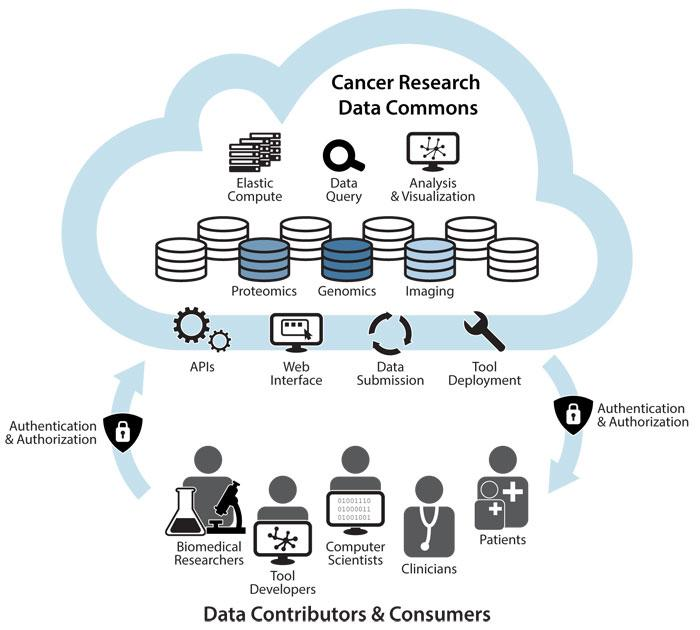 Cancer Research
Data Commons
Elastic
Compute
Data
Query
Analysis
& Visualization
Proteomics
Genomics
Imaging
APIs
Web
Interface
Data
Submission
Tool
Deployment
Authentication
& Authorization
Authentication
& Authorization
01001110
01000011
01001001
Biomedical
Researchers
Tool
Developers
Computer
Scientists
Clinicians
Patients
Data Contributors & Consumers